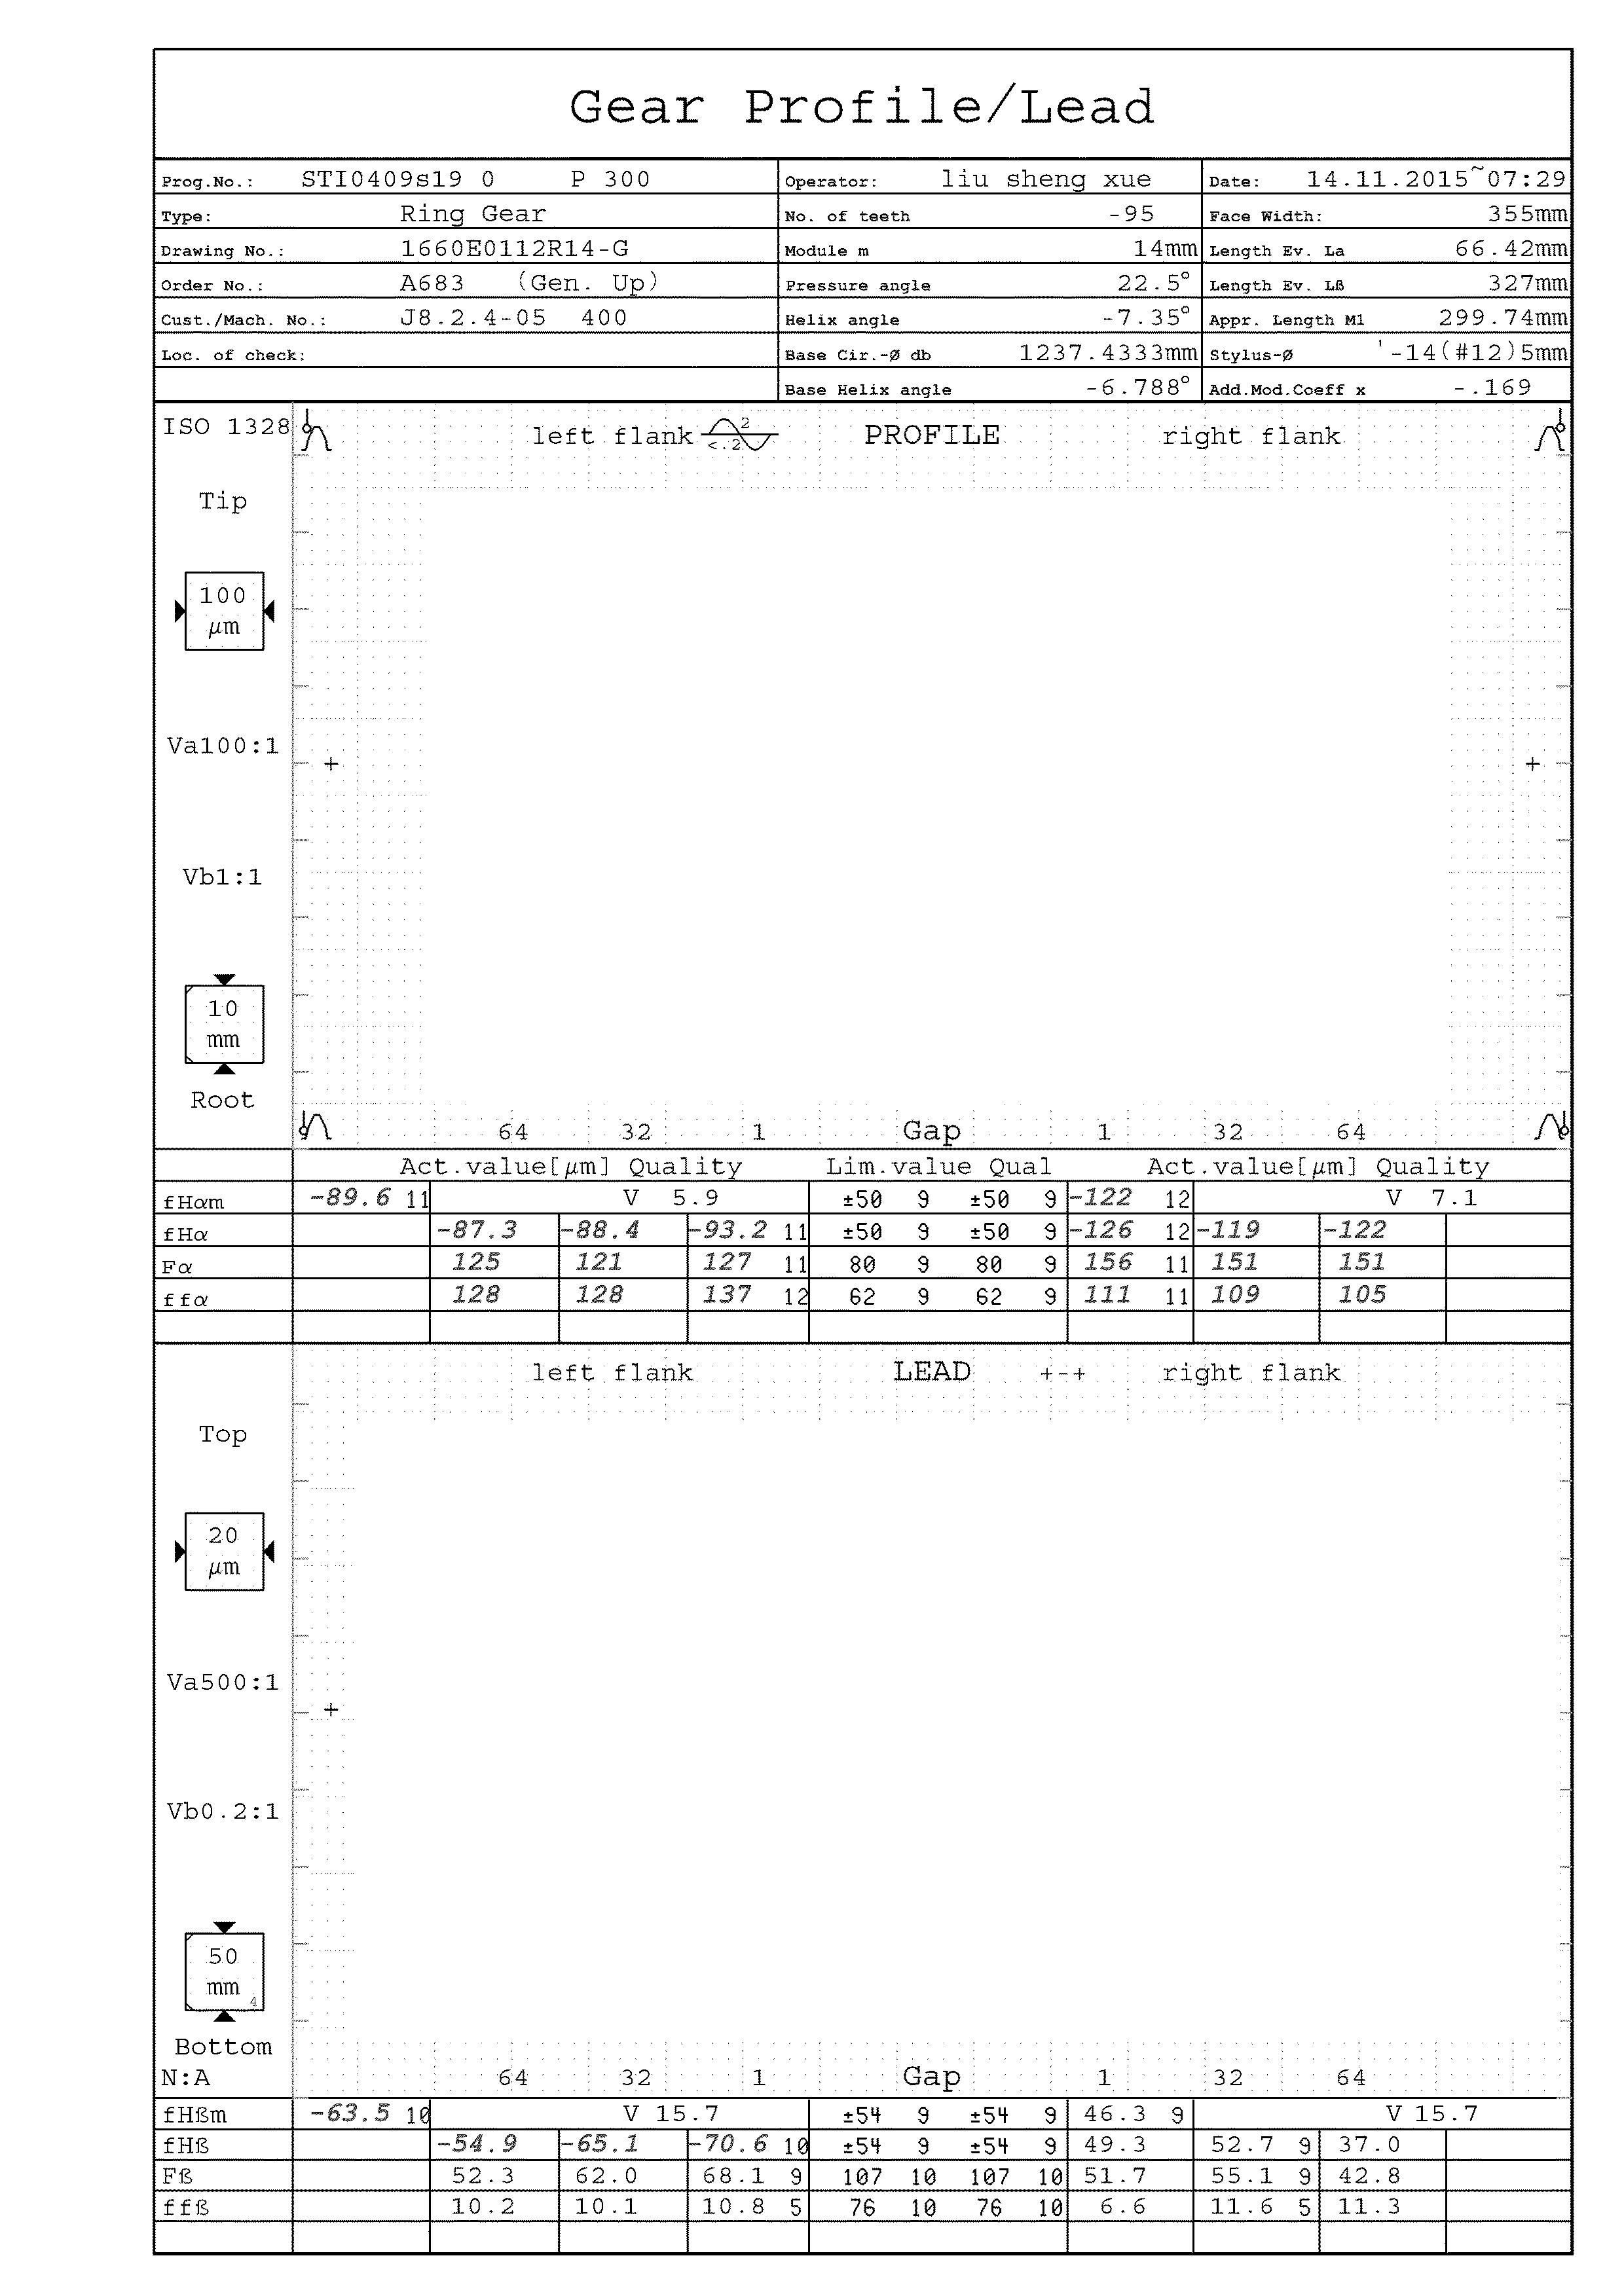 Gear Profile/Lead
Prog.No.: STI0409s19 0 P 300 Operator: liu sheng xue Date: 14.11.2015~07:29
Type: Ring Gear No. of teeth -95 Face Width: 355mm
Drawing No.: 1660E0112R14-G Module m 14mm Length Ev. La 66.42mm
Order No.: A683 (Gen. Up) Pressure angle 22.5° Length Ev. Lß 327mm
Cust./Mach. No.: J8.2.4-05 400 Helix angle -7.35° Appr. Length M1 299.74mm
Loc. of check: Base Cir.-Ø db 1237.4333mm Stylus-Ø '-14(#12)5mm
Base Helix angle -6.788° Add.Mod.Coeff x -.169
ISO 1328 left flank 2 <.2 PROFILE right flank
Tip
100
µm
Va100:1
+ +
Vb1:1
10
mm
Root
64 32 1 Gap 1 32 64
Act.value[µm] Quality Lim.value Qual Act.value[µm] Quality
fHαm -89.6 11 V 5.9 ±50 9 ±50 9 -122 12 V 7.1
fHα -87.3 -88.4 -93.2 11 ±50 9 ±50 9 -126 12 -119 -122
Fα 125 121 127 11 80 9 80 9 156 11 151 151
ffα 128 128 137 12 62 9 62 9 111 11 109 105
left flank LEAD +-+ right flank
Top
20
µm
Va500:1
+
Vb0.2:1
50
mm
4
Bottom
N:A 64 32 1 Gap 1 32 64
fHßm -63.5 10 V 15.7 ±54 9 ±54 9 46.3 9 V 15.7
fHß -54.9 -65.1 -70.6 10 ±54 9 ±54 9 49.3 52.7 9 37.0
Fß 52.3 62.0 68.1 9 107 10 107 10 51.7 55.1 9 42.8
ffß 10.2 10.1 10.8 5 76 10 76 10 6.6 11.6 5 11.3